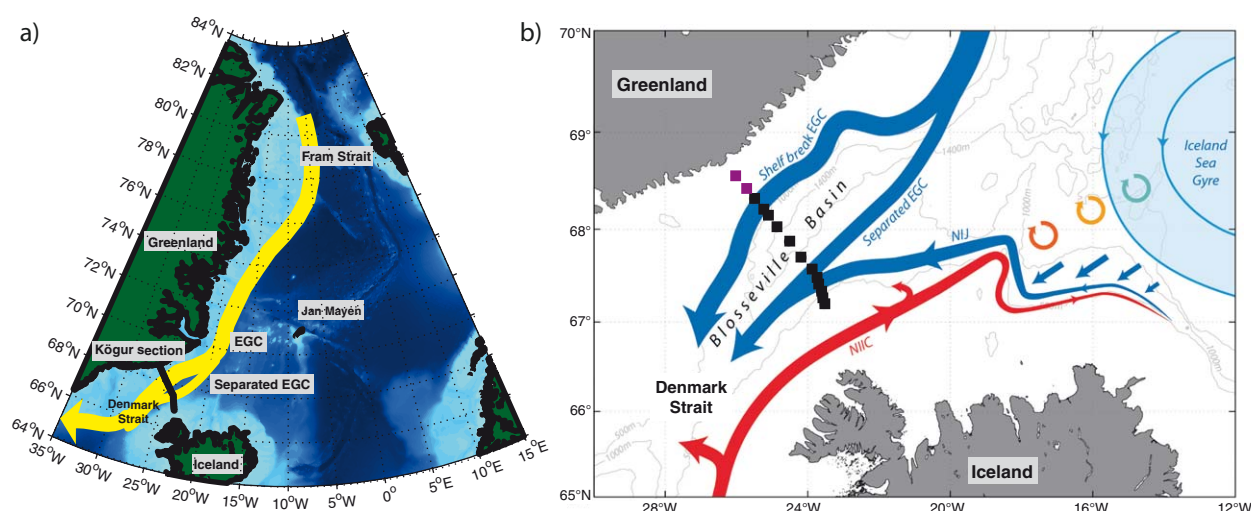 a)
84°N
82°N
80°N
78°N
76°N
74°N
72°N
70°N
68°N
66°N
64°N
35°W
30°W
25°W
20°W
15°W
10°W
5°W
0°
5°E
10°E
15°E
Fram Strait
Greenland
Jan Mayen
EGC
Kögur section
Separated EGC
Denmark
Strait
Iceland
b)
70°N
69°N
68°N
67°N
66°N
65°N
28°W
24°W
20°W
16°W
12°W
Greenland
Shelf break EGC
1400m
1400m
Iceland
Sea
Gyre
Blosseville Basin
Separated EGC
1000m
NIJ
NIIC
1000m
Denmark
Strait
500m
1000m
Iceland